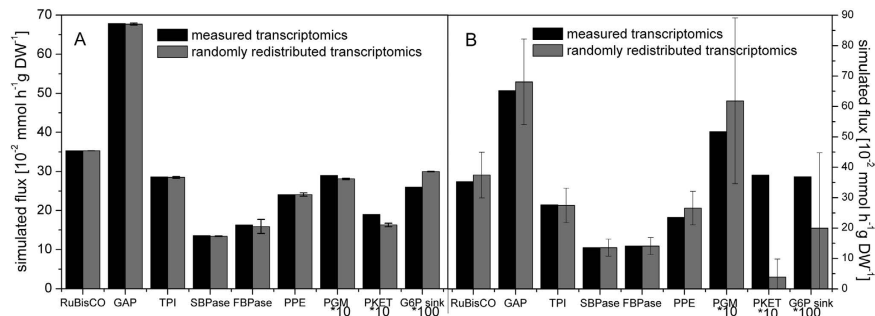 simulated flux [10⁻² mmol h⁻¹g DW⁻¹]
70
60
50
40
30
20
10
0
A
measured transcriptomics
randomly redistributed transcriptomics
RuBisCO GAP TPI SBPase FBPase PPE PGM *10 PKET *10 G6P sink *100
B
measured transcriptomics
randomly redistributed transcriptomics
RuBisCO GAP TPI SBPase FBPase PPE PGM *10 PKET *10 G6P sink *100
90
80
70
60
50
40
30
20
10
0
simulated flux [10⁻² mmol h⁻¹g DW⁻¹]